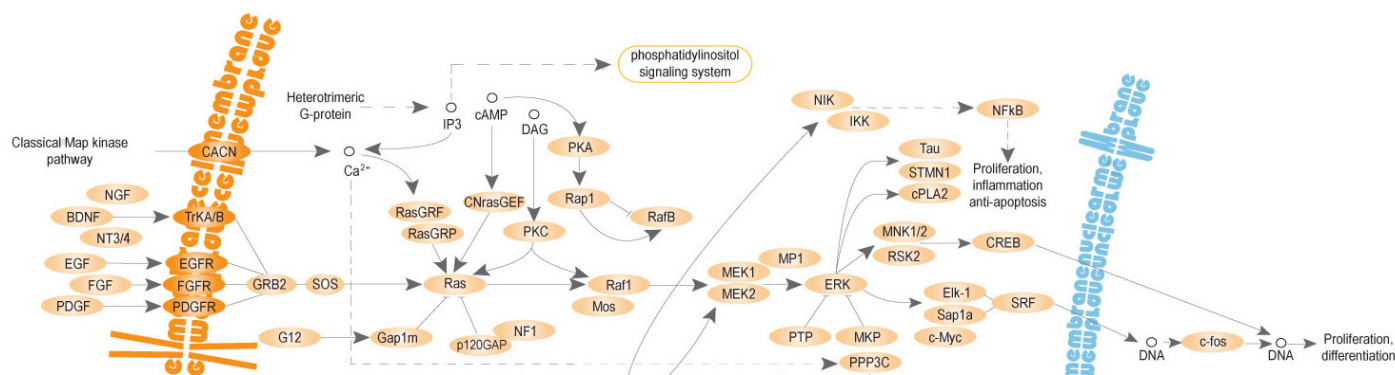 phosphatidylinositol
signaling system
Heterotrimeric
G-protein
IP3
cAMP
DAG
NIK
IKK
NFkB
Classical Map kinase
pathway
CACN
Ca²⁺
PKA
Tau
STMN1
cPLA2
Proliferation,
inflammation
anti-apoptosis
NGF
BDNF
TrKA/B
NT3/4
RasGRF
RasGRP
CNrasGEF
PKC
Rap1
RafB
MNK1/2
RSK2
CREB
EGF
EGFR
FGF
FGFR
PDGF
PDGFR
GRB2
SOS
Ras
Raf1
Mos
MEK1
MEK2
MP1
ERK
Elk-1
Sap1a
c-Myc
SRF
G12
Gap1m
p120GAP
NF1
PTP
MKP
PPP3C
DNA
c-fos
DNA
Proliferation,
differentiation